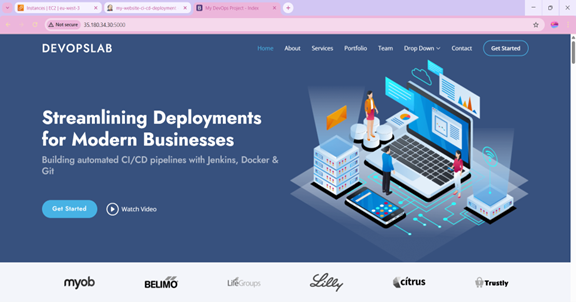 Instances | EC2 | eu-west-3
my-website-ci-cd-deployment
My DevOps Project - Index
Not secure
35.180.34.30:5000
DEVOPSLAB
Home
About
Services
Portfolio
Team
Drop Down
Contact
Get Started
Streamlining Deployments
for Modern Businesses
Building automated CI/CD pipelines with Jenkins, Docker &
Git
Get Started
Watch Video
myob
BELIMO
LifeGroups
Lilly
citrus
Trustly